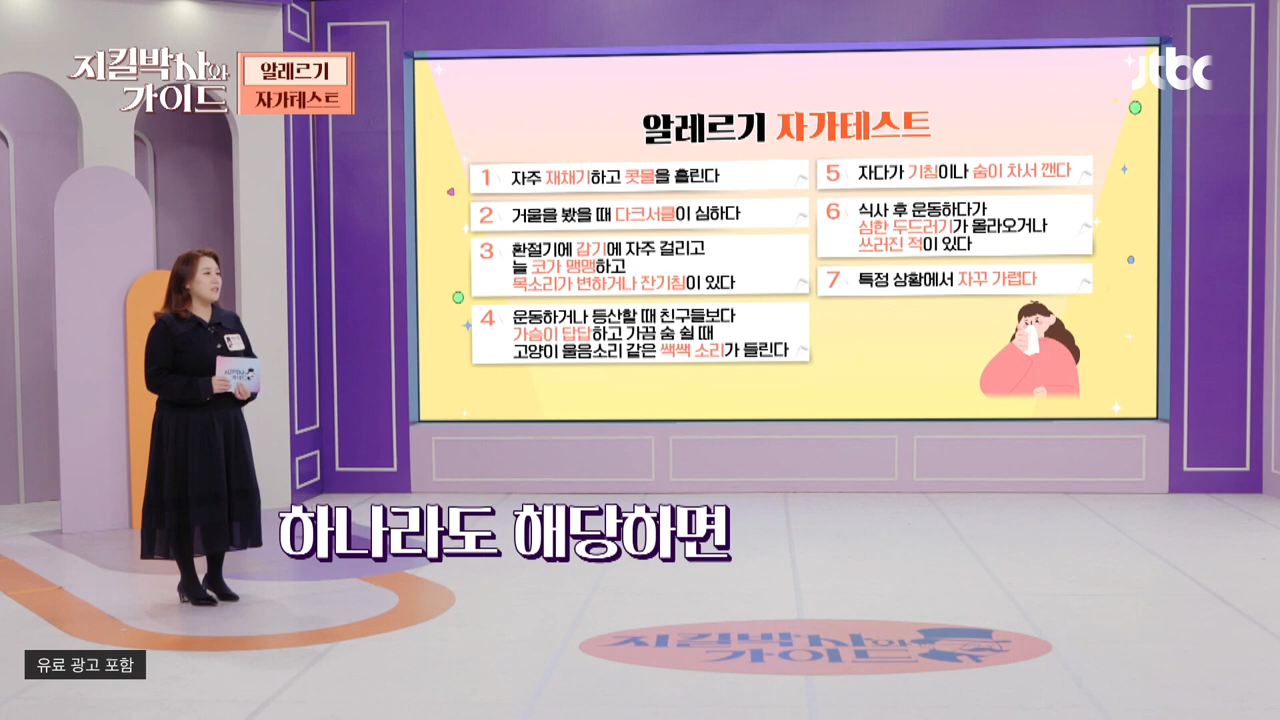 지킬박사와
가이드
알레르기
자가테스트
jtbc
알레르기 자가테스트
1 자주 재채기하고 콧물을 흘린다
2 거울을 봤을 때 다크서클이 심하다
3 환절기에 감기에 자주 걸리고
늘 코가 맹맹하고
목소리가 변하거나 잔기침이 있다
4 운동하거나 등산할 때 친구들보다
가슴이 답답하고 가끔 숨 쉴 때
고양이 울음소리 같은 쌕쌕 소리가 들린다
5 자다가 기침이나 숨이 차서 깬다
6 식사 후 운동하다가
심한 두드러기가 올라오거나
쓰러진 적이 있다
7 특정 상황에서 자꾸 가렵다
하나라도 해당하면
지킬박사와
가이드
유료 광고 포함